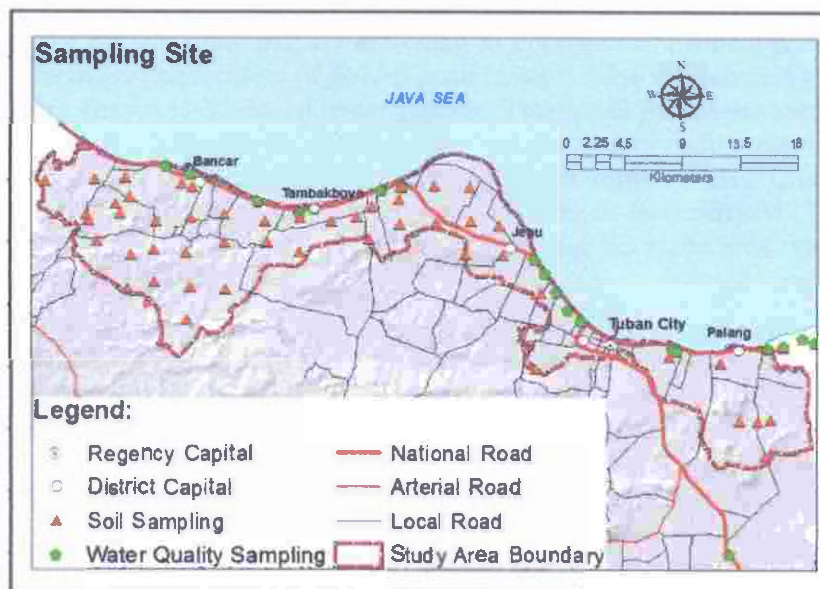 Sampling Site
JAVA SEA
N
W E
S
0 2.25 4.5 9 13.5 18
Kilometers
Bancar
Tambakboyo
Jenu
Tuban City
Palang
Legend:
Regency Capital
District Capital
Soil Sampling
Water Quality Sampling
National Road
Arterial Road
Local Road
Study Area Boundary